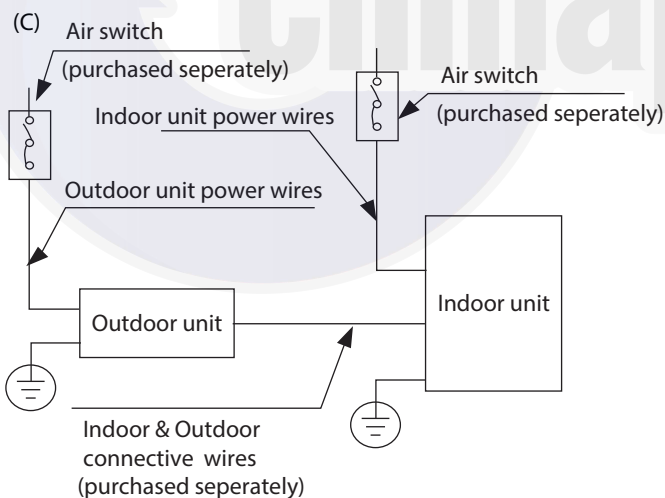 (C)
Air switch
(purchased seperately)
Air switch
(purchased seperately)
Indoor unit power wires
Outdoor unit power wires
Outdoor unit
Indoor unit
Indoor & Outdoor
connective wires
(purchased seperately)